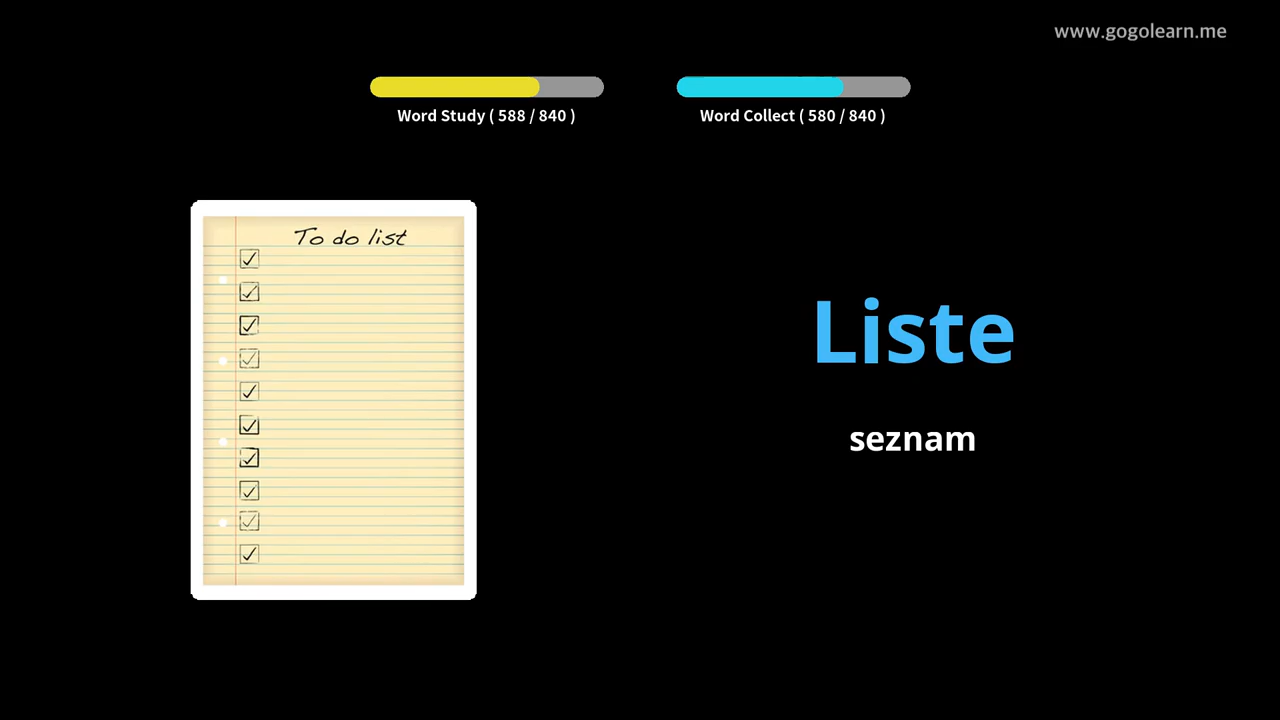 www.gogolearn.me
Word Study ( 588 / 840 )
Word Collect ( 580 / 840 )
To do list
Liste
seznam